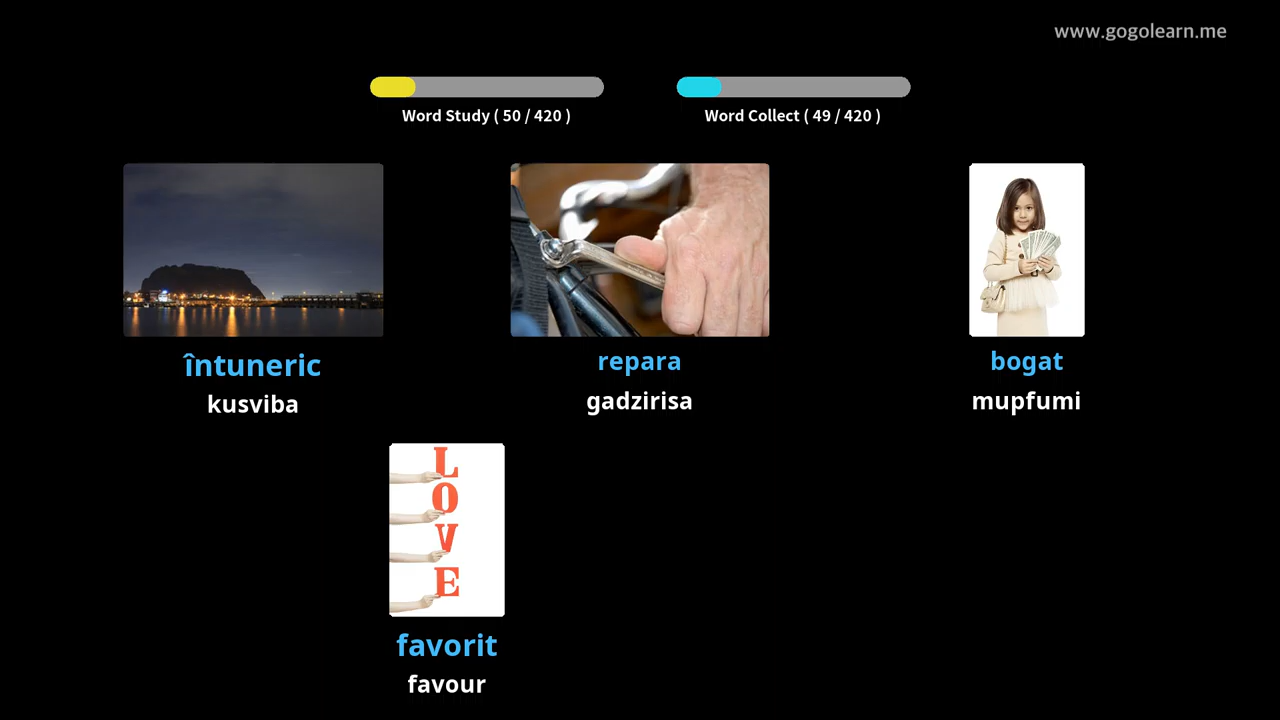 www.gogolearn.me
Word Study ( 50 / 420 )
Word Collect ( 49 / 420 )
întuneric
kusviba
repara
gadzirisa
bogat
mupfumi
L
O
V
E
favorit
favour